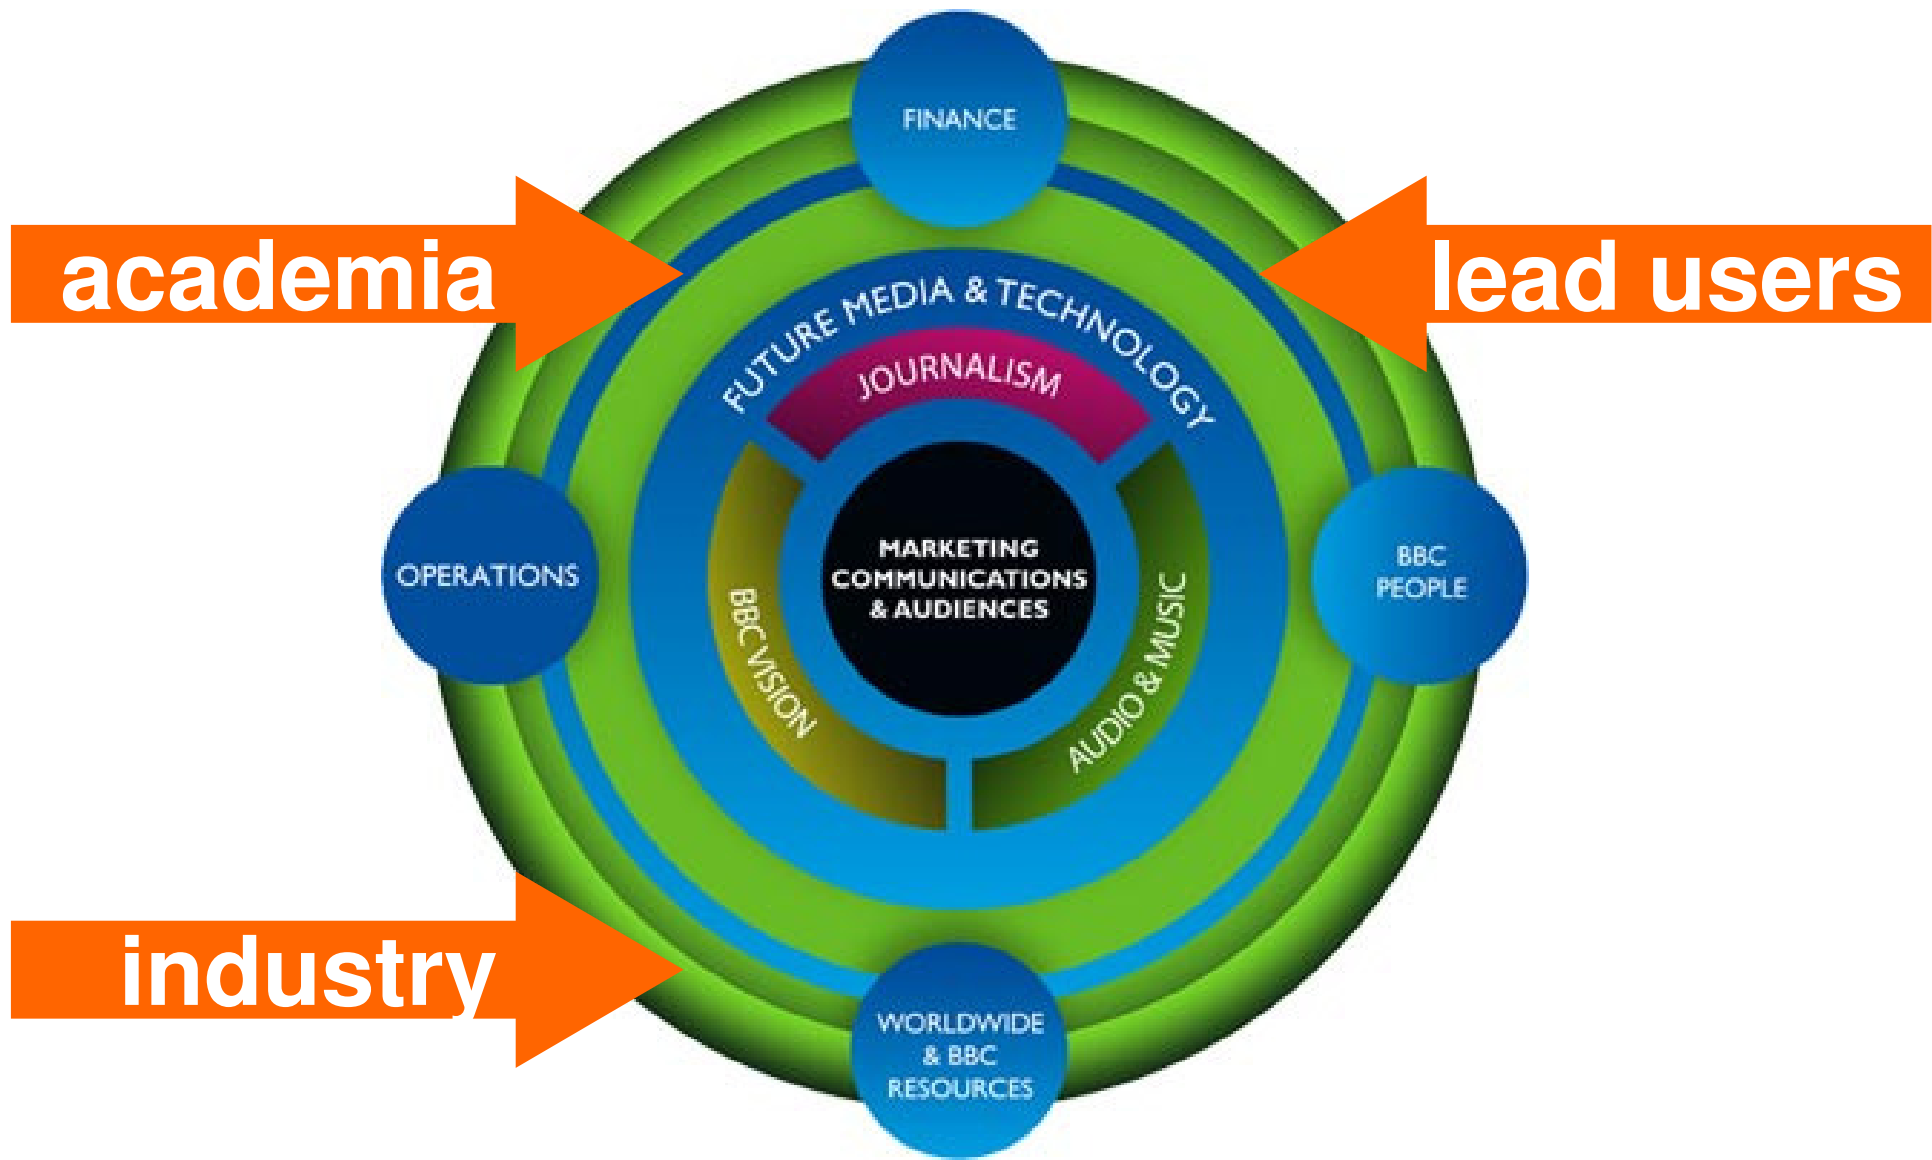 FINANCE
academia
lead users
FUTURE MEDIA & TECHNOLOGY
JOURNALISM
OPERATIONS
MARKETING
COMMUNICATIONS
& AUDIENCES
BBC
PEOPLE
BBC VISION
AUDIO & MUSIC
industry
WORLDWIDE
& BBC
RESOURCES